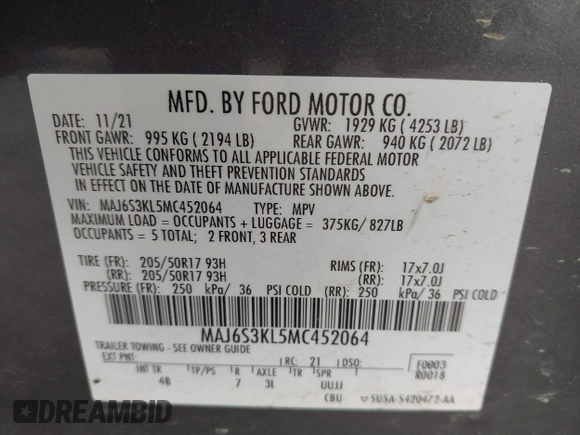 MFD. BY FORD MOTOR CO.
DATE: 11/21 GVWR: 1929 KG ( 4253 LB)
FRONT GAWR: 995 KG ( 2194 LB) REAR GAWR: 940 KG ( 2072 LB)
THIS VEHICLE CONFORMS TO ALL APPLICABLE FEDERAL MOTOR
VEHICLE SAFETY AND THEFT PREVENTION STANDARDS
IN EFFECT ON THE DATE OF MANUFACTURE SHOWN ABOVE.
VIN: MAJ6S3KL5MC452064 TYPE: MPV
MAXIMUM LOAD = OCCUPANTS + LUGGAGE = 375KG/ 827LB
OCCUPANTS = 5 TOTAL; 2 FRONT, 3 REAR
TIRE (FR): 205/50R17 93H RIMS (FR): 17x7.0J
(RR): 205/50R17 93H (RR): 17x7.0J
PRESSURE (FR): 250 kPa/ 36 PSI COLD (RR): 250 kPa/ 36 PSI COLD
MAJ6S3KL5MC452064
TRAILER TOWING - SEE OWNER GUIDE
EXT PNT: RC: 21 DSO: F0003
R0018
INT TR TP/PS R AXLE TR SPR
4B 7 3L UUJJ
CBU 5U5A-5420472-AA
DREAMBID